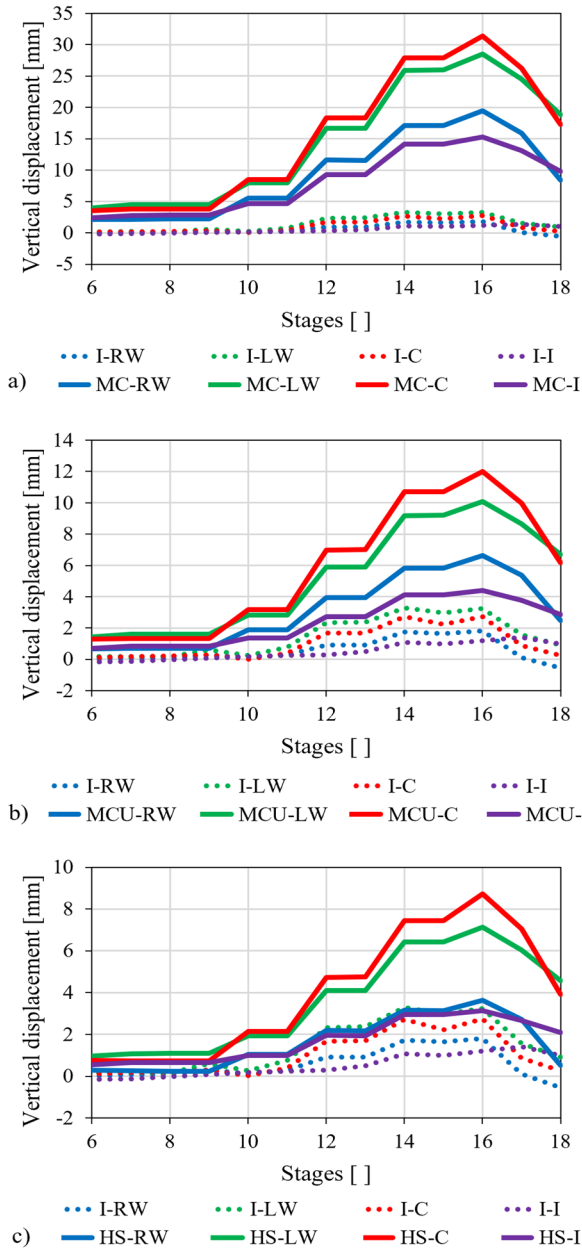 Vertical displacement [mm]
35
30
25
20
15
10
5
0
-5
6 8 10 12 14 16 18
Stages [ ]
I-RW I-LW I-C I-I
a) MC-RW MC-LW MC-C MC-I
Vertical displacement [mm]
14
12
10
8
6
4
2
0
-2
6 8 10 12 14 16 18
Stages [ ]
I-RW I-LW I-C I-I
b) MCU-RW MCU-LW MCU-C MCU-
Vertical displacement [mm]
10
8
6
4
2
0
-2
6 8 10 12 14 16 18
Stages [ ]
I-RW I-LW I-C I-I
c) HS-RW HS-LW HS-C HS-I